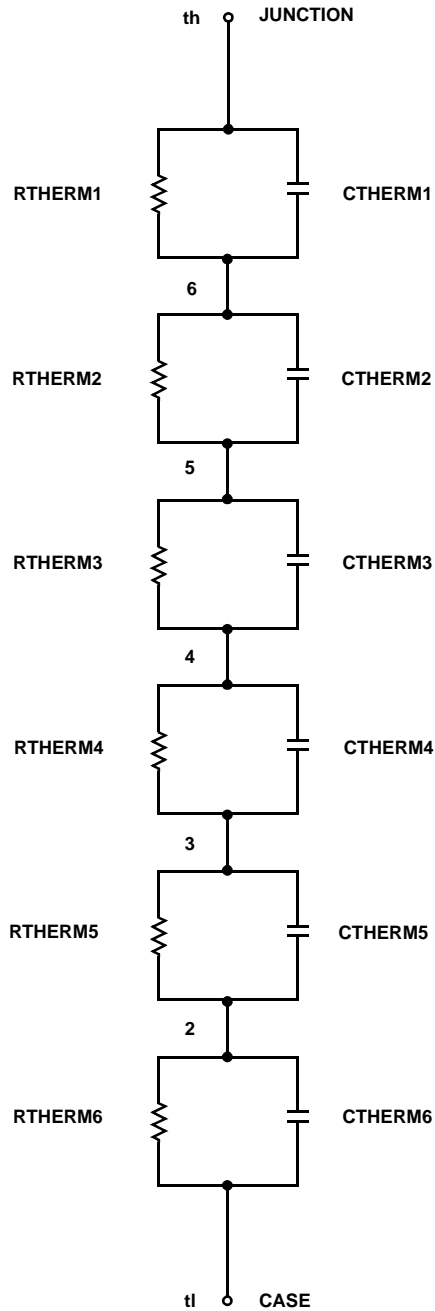 th JUNCTION
RTHERM1 CTHERM1
6
RTHERM2 CTHERM2
5
RTHERM3 CTHERM3
4
RTHERM4 CTHERM4
3
RTHERM5 CTHERM5
2
RTHERM6 CTHERM6
tl CASE